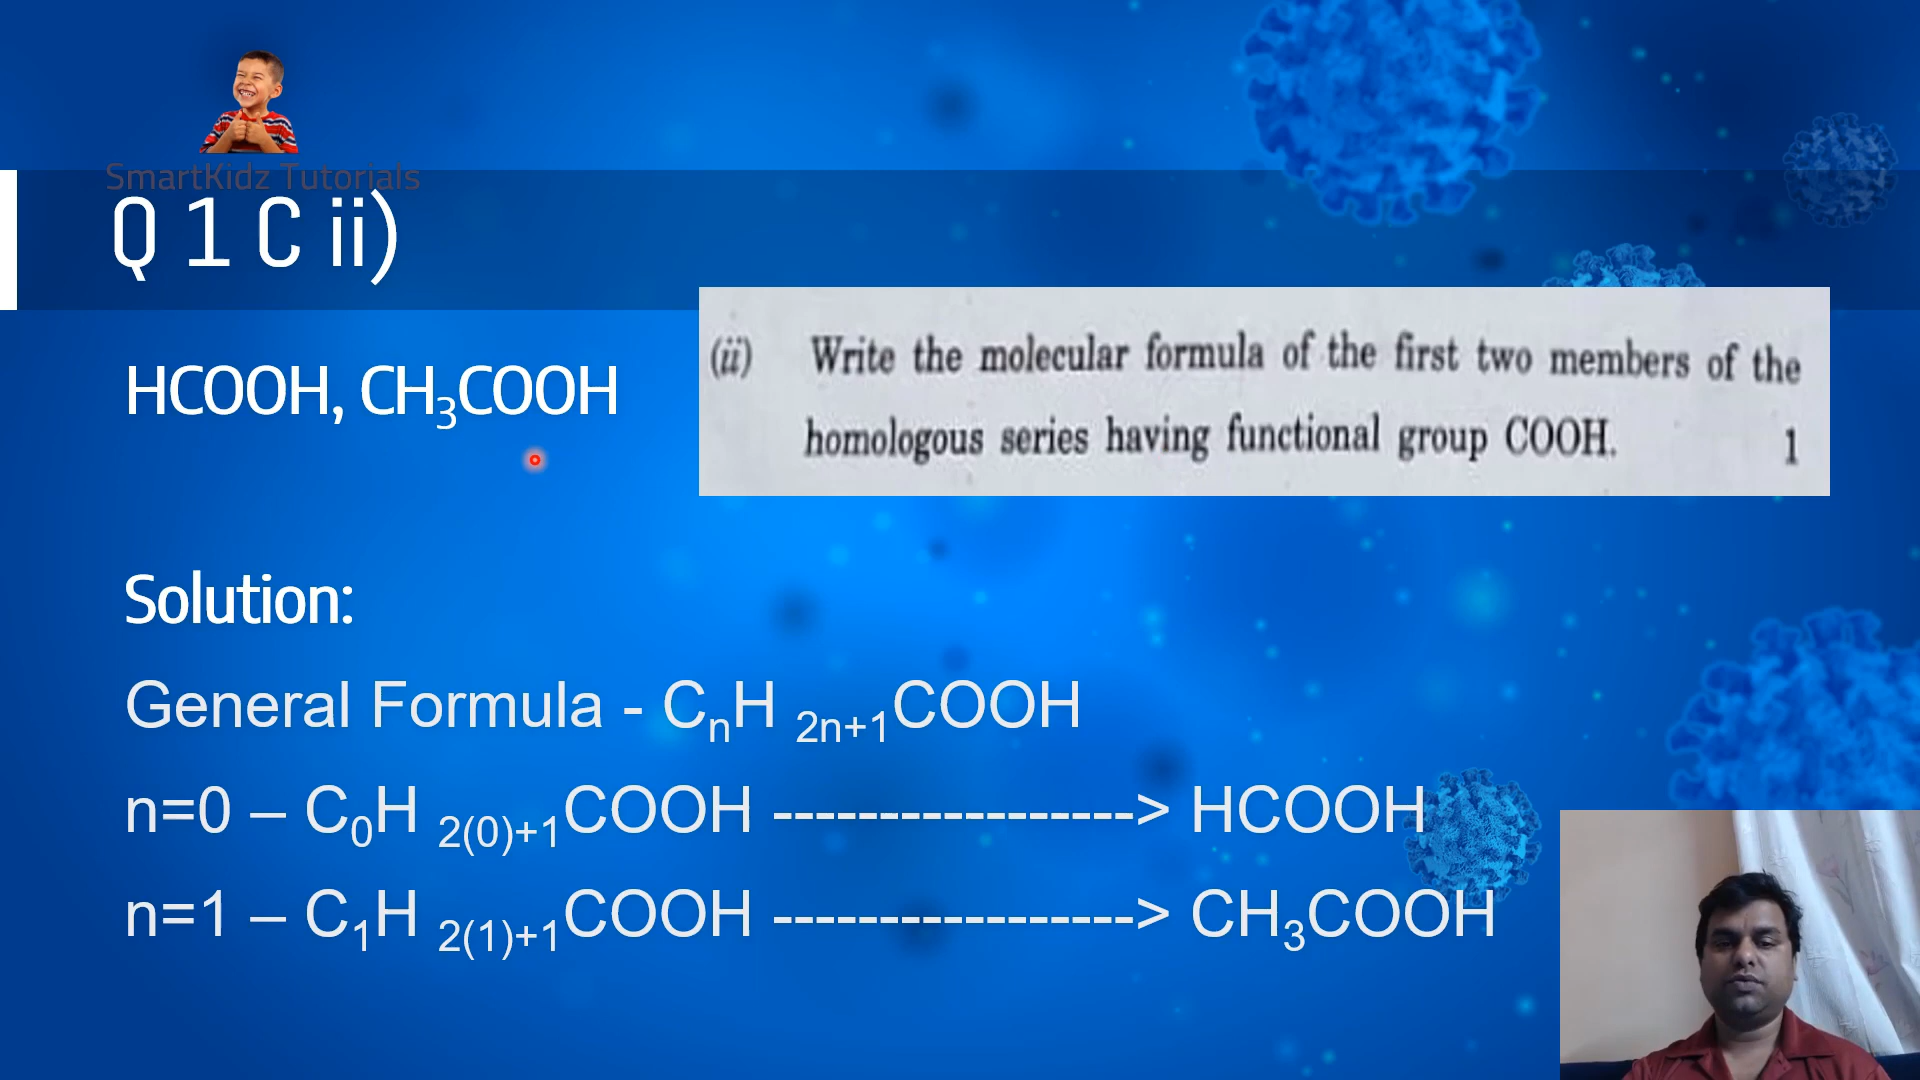 SmartKidz Tutorials
Q 1 C ii)
HCOOH, CH₃COOH
(ii) Write the molecular formula of the first two members of the
homologous series having functional group COOH. 1
Solution:
General Formula - CₙH ₂ₙ₊₁COOH
n=0 – C₀H ₂₍₀₎₊₁COOH -----------------> HCOOH
n=1 – C₁H ₂₍₁₎₊₁COOH -----------------> CH₃COOH